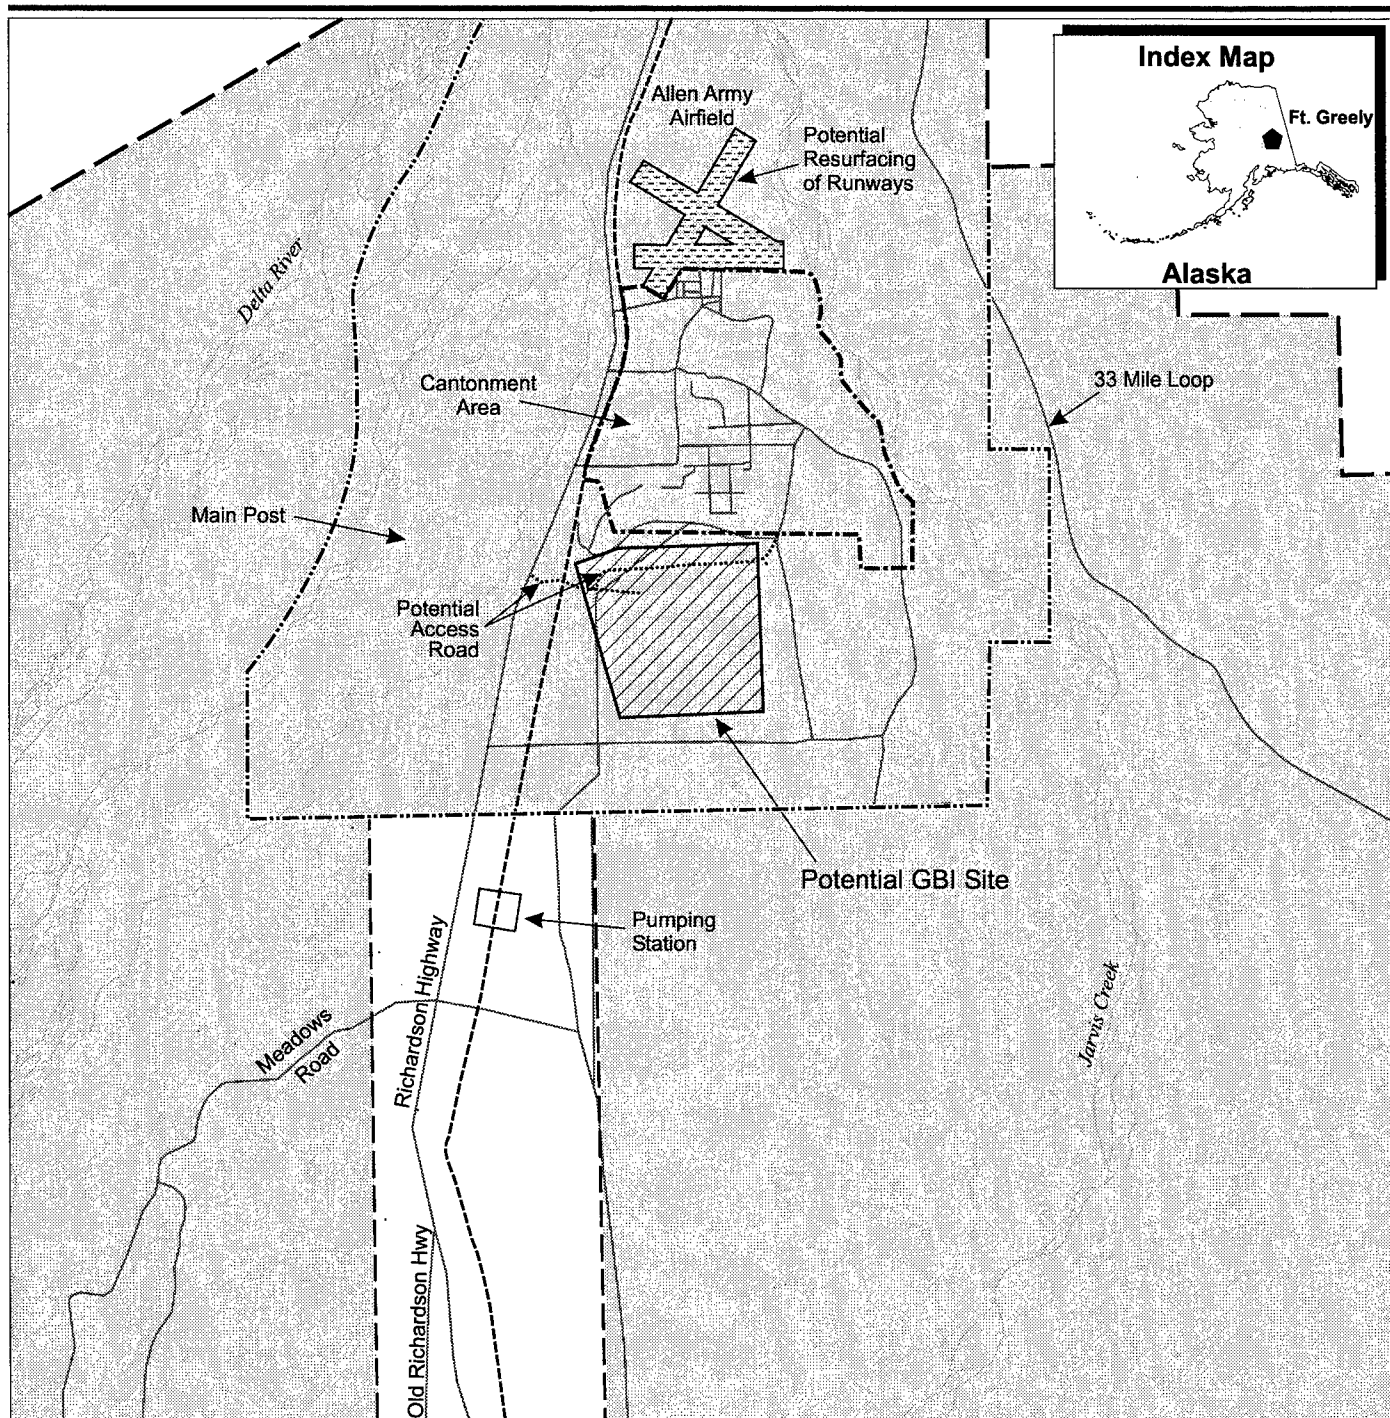 Index Map
Ft. Greely
Alaska
Allen Army
Airfield
Potential
Resurfacing
of Runways
Delta River
33 Mile Loop
Cantonment
Area
Main Post
Potential
Access
Road
Potential GBI Site
Pumping
Station
Richardson Highway
Meadows
Road
Jarvis Creek
Old Richardson Hwy